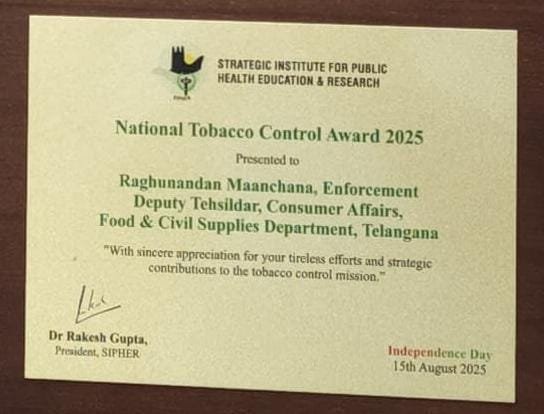 STRATEGIC INSTITUTE FOR PUBLIC
HEALTH EDUCATION & RESEARCH
National Tobacco Control Award 2025
Presented to
Raghunandan Maanchana, Enforcement
Deputy Tehsildar, Consumer Affairs,
Food & Civil Supplies Department, Telangana
"With sincere appreciation for your tireless efforts and strategic
contributions to the tobacco control mission."
Dr Rakesh Gupta,
President, SIPHER
Independence Day
15th August 2025